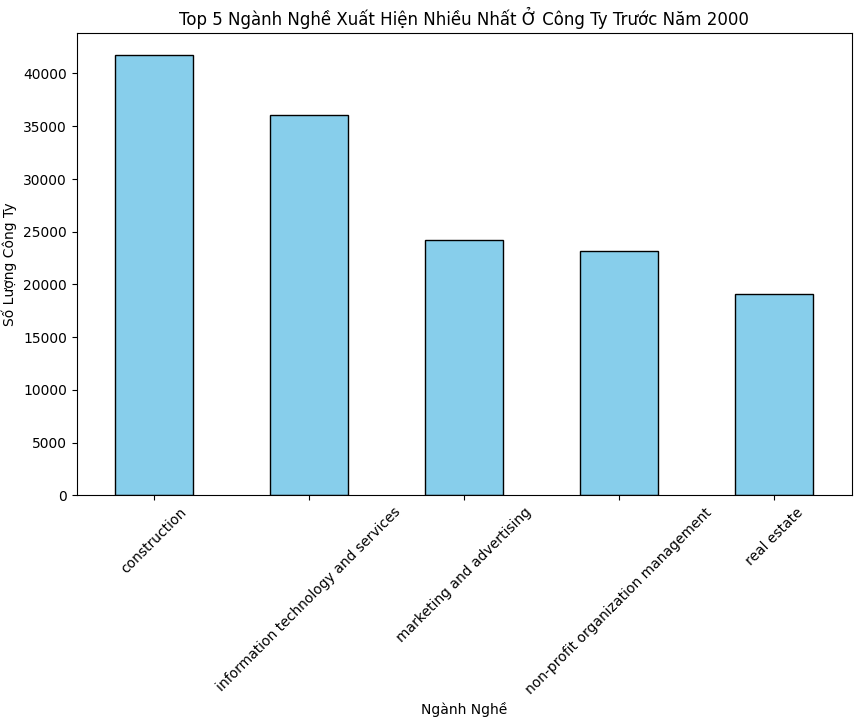 Top 5 Ngành Nghề Xuất Hiện Nhiều Nhất Ở Công Ty Trước Năm 2000
Số Lượng Công Ty
40000
35000
30000
25000
20000
15000
10000
5000
0
construction
information technology and services
marketing and advertising
non-profit organization management
real estate
Ngành Nghề